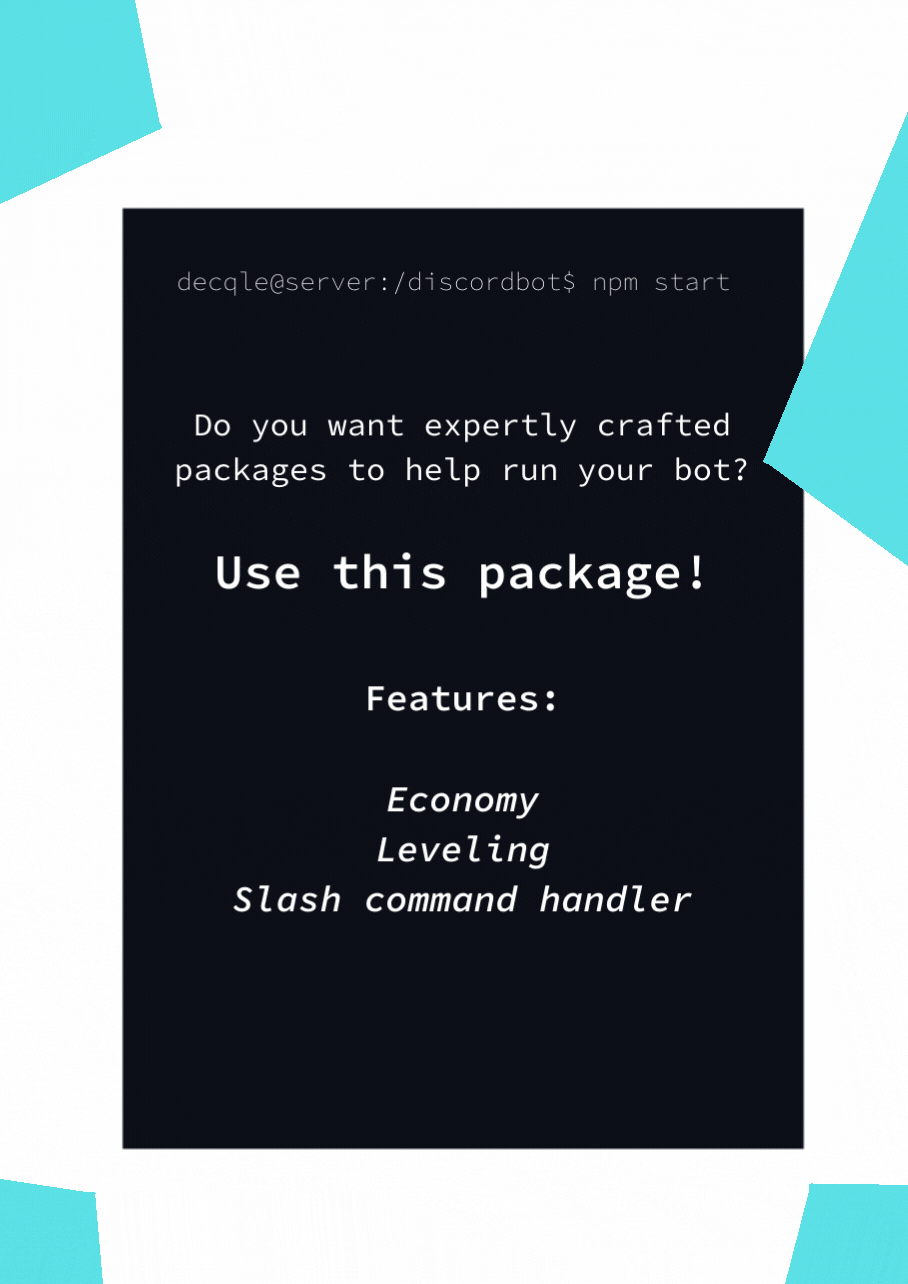 decqle@server:/discordbot$ npm start
Do you want expertly crafted
packages to help run your bot?
Use this package!
Features:
Economy
Leveling
Slash command handler